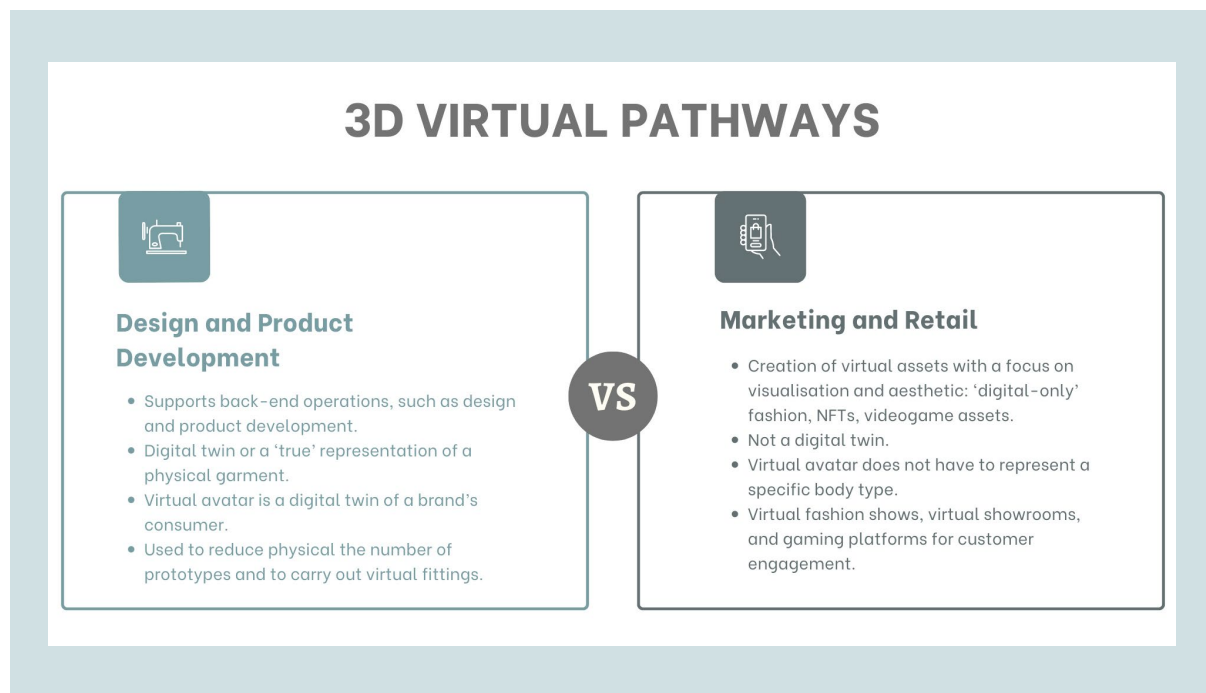 3D VIRTUAL PATHWAYS
Design and Product
Development
• Supports back-end operations, such as design
and product development.
• Digital twin or a ‘true’ representation of a
physical garment.
• Virtual avatar is a digital twin of a brand’s
consumer.
• Used to reduce physical the number of
prototypes and to carry out virtual fittings.
VS
Marketing and Retail
• Creation of virtual assets with a focus on
visualisation and aesthetic: ‘digital-only’
fashion, NFTs, videogame assets.
• Not a digital twin.
• Virtual avatar does not have to represent a
specific body type.
• Virtual fashion shows, virtual showrooms,
and gaming platforms for customer
engagement.